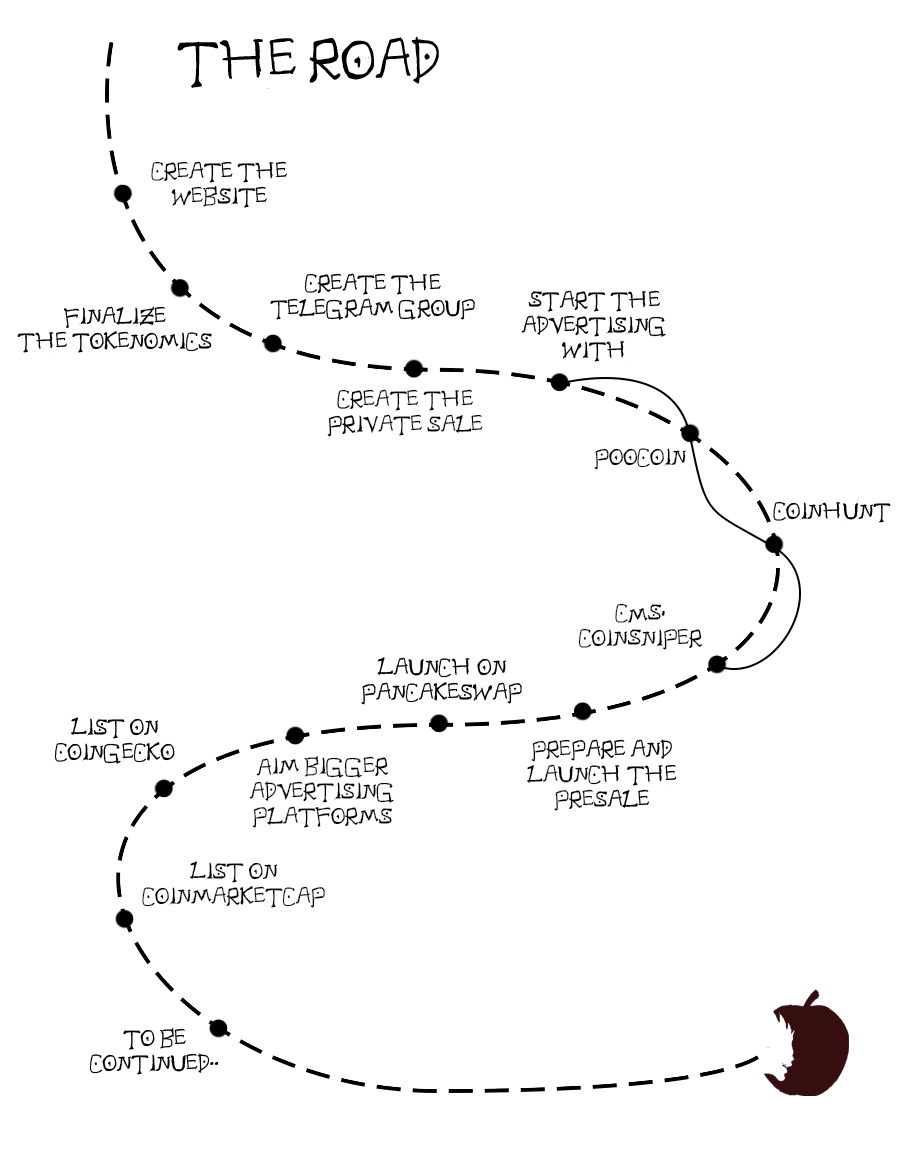 THE ROAD
CREATE THE
WEBSITE
FINALIZE
THE TOKENOMICS
CREATE THE
TELEGRAM GROUP
CREATE THE
PRIVATE SALE
START THE
ADVERTISING
WITH
POOCOIN
COINHUNT
CMS.
COINSNIPER
PREPARE AND
LAUNCH THE
PRESALE
LAUNCH ON
PANCAKESWAP
AIM BIGGER
ADVERTISING
PLATFORMS
LIST ON
COINGECKO
LIST ON
COINMARKETCAP
TO BE
CONTINUED..